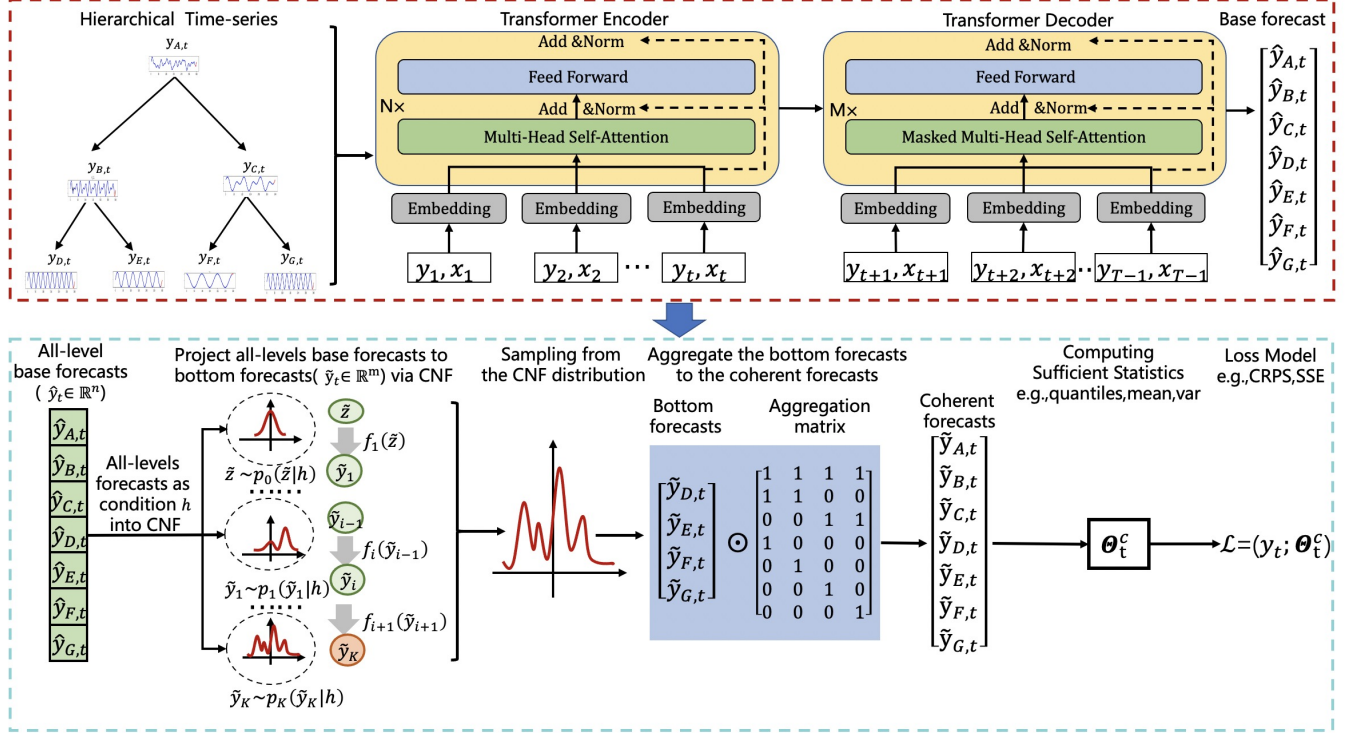 Hierarchical Time-series
Transformer Encoder
Transformer Decoder
Base forecast
y_{A,t}
y_{B,t}
y_{C,t}
y_{D,t}
y_{E,t}
y_{F,t}
y_{G,t}
Add &Norm
Feed Forward
N×
Add &Norm
Multi-Head Self-Attention
Embedding
Embedding
Embedding
y_1, x_1
y_2, x_2
···
y_t, x_t
Add &Norm
Feed Forward
M×
Add &Norm
Masked Multi-Head Self-Attention
Embedding
Embedding
Embedding
y_{t+1}, x_{t+1}
y_{t+2}, x_{t+2}
··
y_{T-1}, x_{T-1}
ŷ_{A,t}
ŷ_{B,t}
ŷ_{C,t}
ŷ_{D,t}
ŷ_{E,t}
ŷ_{F,t}
ŷ_{G,t}
All-level
base forecasts
( ŷ_t∈ ℝⁿ)
ŷ_{A,t}
ŷ_{B,t}
ŷ_{C,t}
ŷ_{D,t}
ŷ_{E,t}
ŷ_{F,t}
ŷ_{G,t}
All-levels
forecasts as
condition h
into CNF
Project all-levels base forecasts to
bottom forecasts( ỹ_t∈ ℝᵐ) via CNF
z̃
f_1(z̃)
z̃ ~p_0(z̃|h)
ỹ_1
······
ỹ_{i-1}
f_i(ỹ_{i-1})
ỹ_1~p_1(ỹ_1|h)
ỹ_i
······
f_{i+1}(ỹ_{i+1})
ỹ_K
ỹ_K~p_K(ỹ_K|h)
Sampling from
the CNF distribution
Aggregate the bottom forecasts
to the coherent forecasts
Bottom
forecasts
Aggregation
matrix
ỹ_{D,t}
ỹ_{E,t}
ỹ_{F,t}
ỹ_{G,t}
⊙
1 1 1 1
1 1 0 0
0 0 1 1
1 0 0 0
0 1 0 0
0 0 1 0
0 0 0 1
Coherent
forecasts
ỹ_{A,t}
ỹ_{B,t}
ỹ_{C,t}
ỹ_{D,t}
ỹ_{E,t}
ỹ_{F,t}
ỹ_{G,t}
Computing
Sufficient Statistics
e.g.,quantiles,mean,var
Θ_t^c
Loss Model
e.g.,CRPS,SSE
ℒ=(y_t; Θ_t^c)